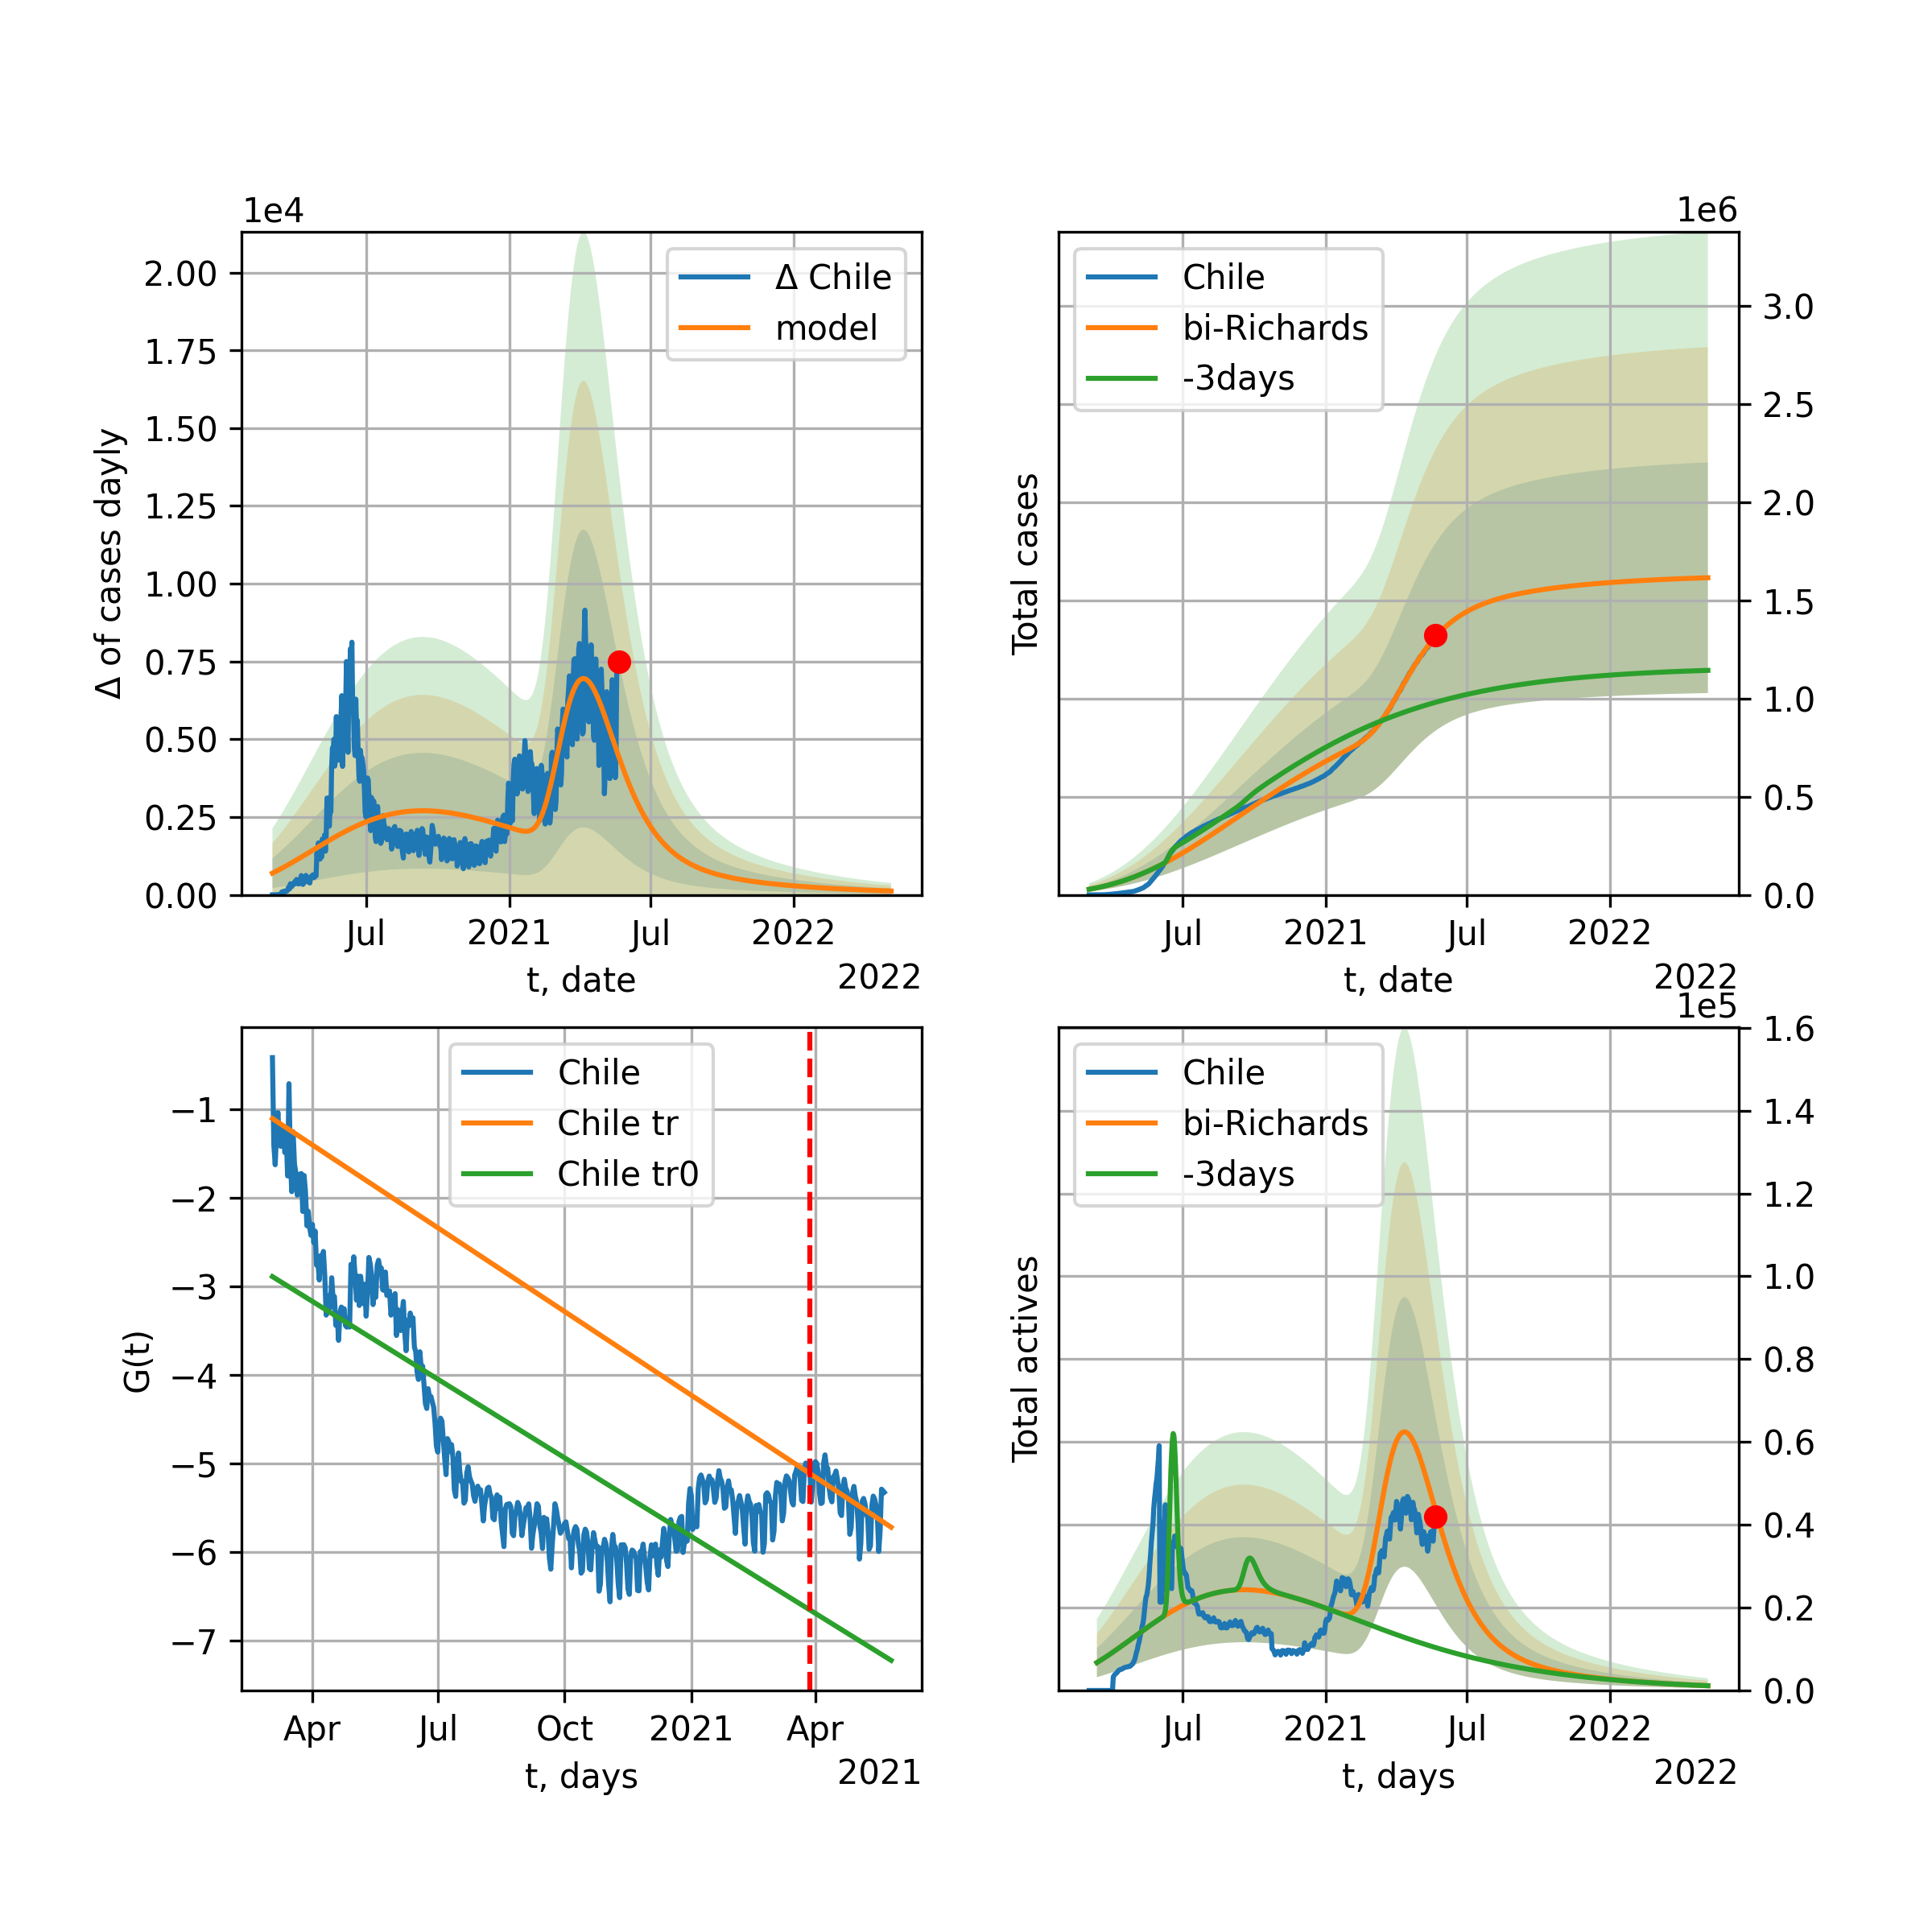 1e4
2.00
1.75
1.50
1.25
1.00
0.75
0.50
0.25
0.00
Δ of cases dayly
Δ Chile
model
Jul 2021 Jul 2022
t, date
2022
1e6
Chile
bi-Richards
-3days
Total cases
3.0
2.5
2.0
1.5
1.0
0.5
0.0
Jul 2021 Jul 2022
t, date
2022
G(t)
−1
−2
−3
−4
−5
−6
−7
Chile
Chile tr
Chile tr0
Apr Jul Oct 2021 Apr
t, days
2021
1e5
Chile
bi-Richards
-3days
Total actives
1.6
1.4
1.2
1.0
0.8
0.6
0.4
0.2
0.0
Jul 2021 Jul 2022
t, days
2022